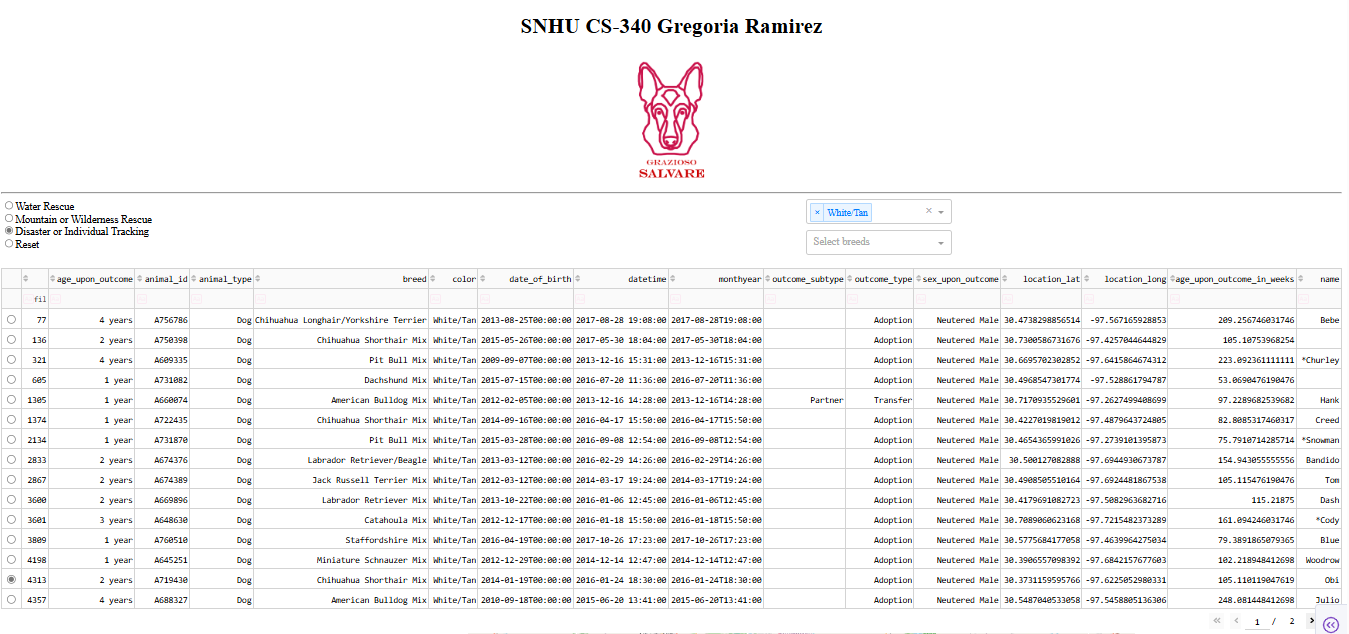 SNHU CS-340 Gregoria Ramirez
GRAZIOSO
SALVARE
Water Rescue
Mountain or Wilderness Rescue
Disaster or Individual Tracking
Reset
× White/Tan ×
Select breeds
age_upon_outcome animal_id animal_type breed color date_of_birth datetime monthyear outcome_subtype outcome_type sex_upon_outcome location_lat location_long age_upon_outcome_in_weeks name
fil
77 4 years A756786 Dog Chihuahua Longhair/Yorkshire Terrier White/Tan 2013-08-25T00:00:00 2017-08-28 19:08:00 2017-08-28T19:08:00 Adoption Neutered Male 30.4738298856514 -97.567165928853 209.256746031746 Bebe
136 2 years A750398 Dog Chihuahua Shorthair Mix White/Tan 2015-05-26T00:00:00 2017-05-30 18:04:00 2017-05-30T18:04:00 Adoption Neutered Male 30.7300586731676 -97.4257044644829 105.10753968254
321 4 years A609335 Dog Pit Bull Mix White/Tan 2009-09-07T00:00:00 2013-12-16 15:31:00 2013-12-16T15:31:00 Adoption Neutered Male 30.6695702302852 -97.6415864674312 223.092361111111 *Churley
605 1 year A731082 Dog Dachshund Mix White/Tan 2015-07-15T00:00:00 2016-07-20 11:36:00 2016-07-20T11:36:00 Adoption Neutered Male 30.4968547301774 -97.528861794787 53.0690476190476
1305 1 year A660074 Dog American Bulldog Mix White/Tan 2012-02-05T00:00:00 2013-12-16 14:28:00 2013-12-16T14:28:00 Partner Transfer Neutered Male 30.7170935529601 -97.2627499408699 97.2289682539682 Hank
1374 1 year A722435 Dog Chihuahua Shorthair Mix White/Tan 2014-09-16T00:00:00 2016-04-17 15:50:00 2016-04-17T15:50:00 Adoption Neutered Male 30.4227019819012 -97.4879643724805 82.8085317460317 Creed
2134 1 year A731870 Dog Pit Bull Mix White/Tan 2015-03-28T00:00:00 2016-09-08 12:54:00 2016-09-08T12:54:00 Adoption Neutered Male 30.4654365991026 -97.2739101395873 75.7910714285714 *Snowman
2833 2 years A674376 Dog Labrador Retriever/Beagle White/Tan 2013-03-12T00:00:00 2016-02-29 14:26:00 2016-02-29T14:26:00 Adoption Neutered Male 30.500127082888 -97.6944930673787 154.943055555556 Bandido
2867 2 years A674389 Dog Jack Russell Terrier Mix White/Tan 2012-03-12T00:00:00 2014-03-17 19:24:00 2014-03-17T19:24:00 Adoption Neutered Male 30.4908505510164 -97.6924481867538 105.115476190476 Tom
3600 2 years A669896 Dog Labrador Retriever Mix White/Tan 2013-10-22T00:00:00 2016-01-06 12:45:00 2016-01-06T12:45:00 Adoption Neutered Male 30.4179691082723 -97.5082963682716 115.21875 Dash
3601 3 years A648630 Dog Catahoula Mix White/Tan 2012-12-17T00:00:00 2016-01-18 15:50:00 2016-01-18T15:50:00 Adoption Neutered Male 30.7089060623168 -97.7215482373289 161.094246031746 *Cody
3809 1 year A760510 Dog Staffordshire Mix White/Tan 2016-04-19T00:00:00 2017-10-26 17:23:00 2017-10-26T17:23:00 Adoption Neutered Male 30.5775684177058 -97.4639964275034 79.3891865079365 Blue
4198 1 year A645251 Dog Miniature Schnauzer Mix White/Tan 2012-12-29T00:00:00 2014-12-14 12:47:00 2014-12-14T12:47:00 Adoption Neutered Male 30.3906557098392 -97.6842157677603 102.218948412698 Woodrow
4313 2 years A719430 Dog Chihuahua Shorthair Mix White/Tan 2014-01-19T00:00:00 2016-01-24 18:30:00 2016-01-24T18:30:00 Adoption Neutered Male 30.3731159595766 -97.6225052980331 105.110119047619 Obi
4357 4 years A688327 Dog American Bulldog Mix White/Tan 2010-09-18T00:00:00 2015-06-20 13:41:00 2015-06-20T13:41:00 Adoption Neutered Male 30.5487040533058 -97.5458805136306 248.081448412698 Julio
1 / 2